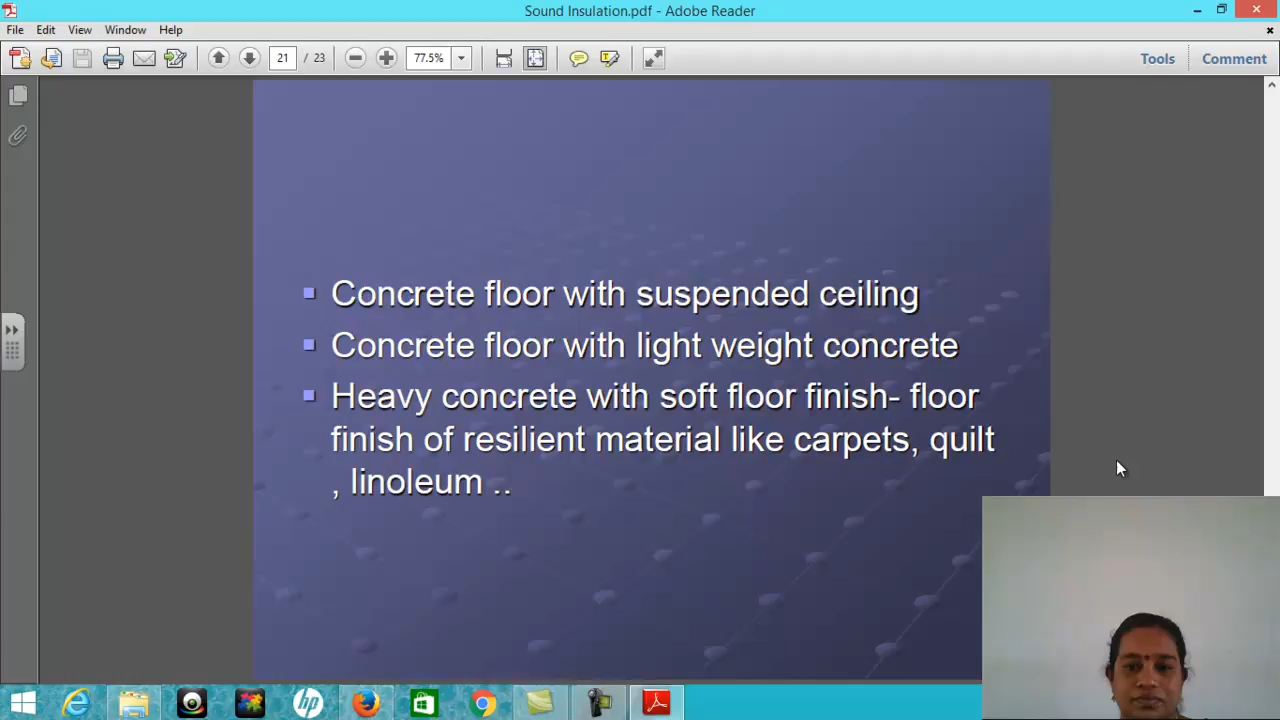 Sound Insulation.pdf - Adobe Reader
File Edit View Window Help
21 / 23 77.5% Tools Comment
Concrete floor with suspended ceiling
Concrete floor with light weight concrete
Heavy concrete with soft floor finish- floor
finish of resilient material like carpets, quilt
, linoleum ..
hp